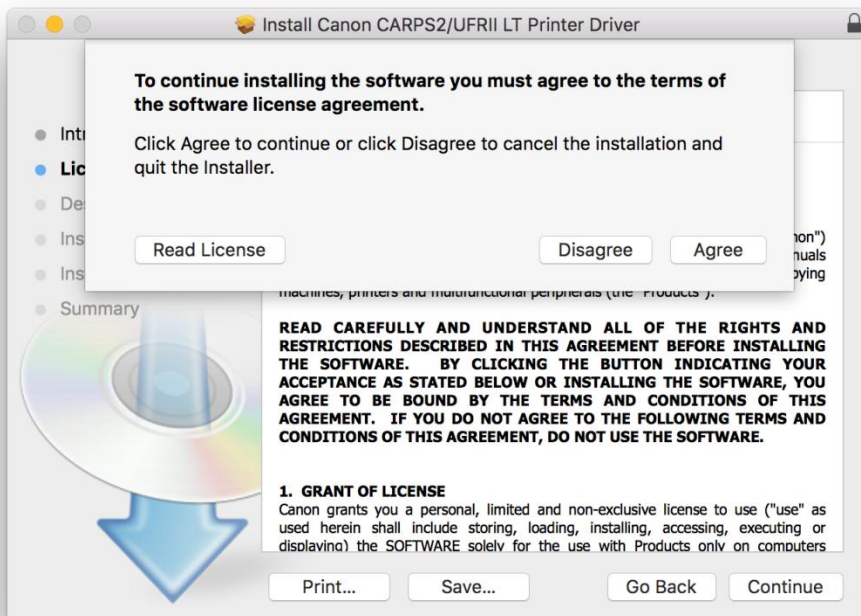 Install Canon CARPS2/UFRII LT Printer Driver
To continue installing the software you must agree to the terms of
the software license agreement.
Click Agree to continue or click Disagree to cancel the installation and
quit the Installer.
Read License
Disagree
Agree
Summary
machines, printers and multifunctional peripherals (the "Products").
READ CAREFULLY AND UNDERSTAND ALL OF THE RIGHTS AND
RESTRICTIONS DESCRIBED IN THIS AGREEMENT BEFORE INSTALLING
THE SOFTWARE. BY CLICKING THE BUTTON INDICATING YOUR
ACCEPTANCE AS STATED BELOW OR INSTALLING THE SOFTWARE, YOU
AGREE TO BE BOUND BY THE TERMS AND CONDITIONS OF THIS
AGREEMENT. IF YOU DO NOT AGREE TO THE FOLLOWING TERMS AND
CONDITIONS OF THIS AGREEMENT, DO NOT USE THE SOFTWARE.
1. GRANT OF LICENSE
Canon grants you a personal, limited and non-exclusive license to use ("use" as
used herein shall include storing, loading, installing, accessing, executing or
displaying) the SOFTWARE solely for the use with Products only on computers
Print...
Save...
Go Back
Continue